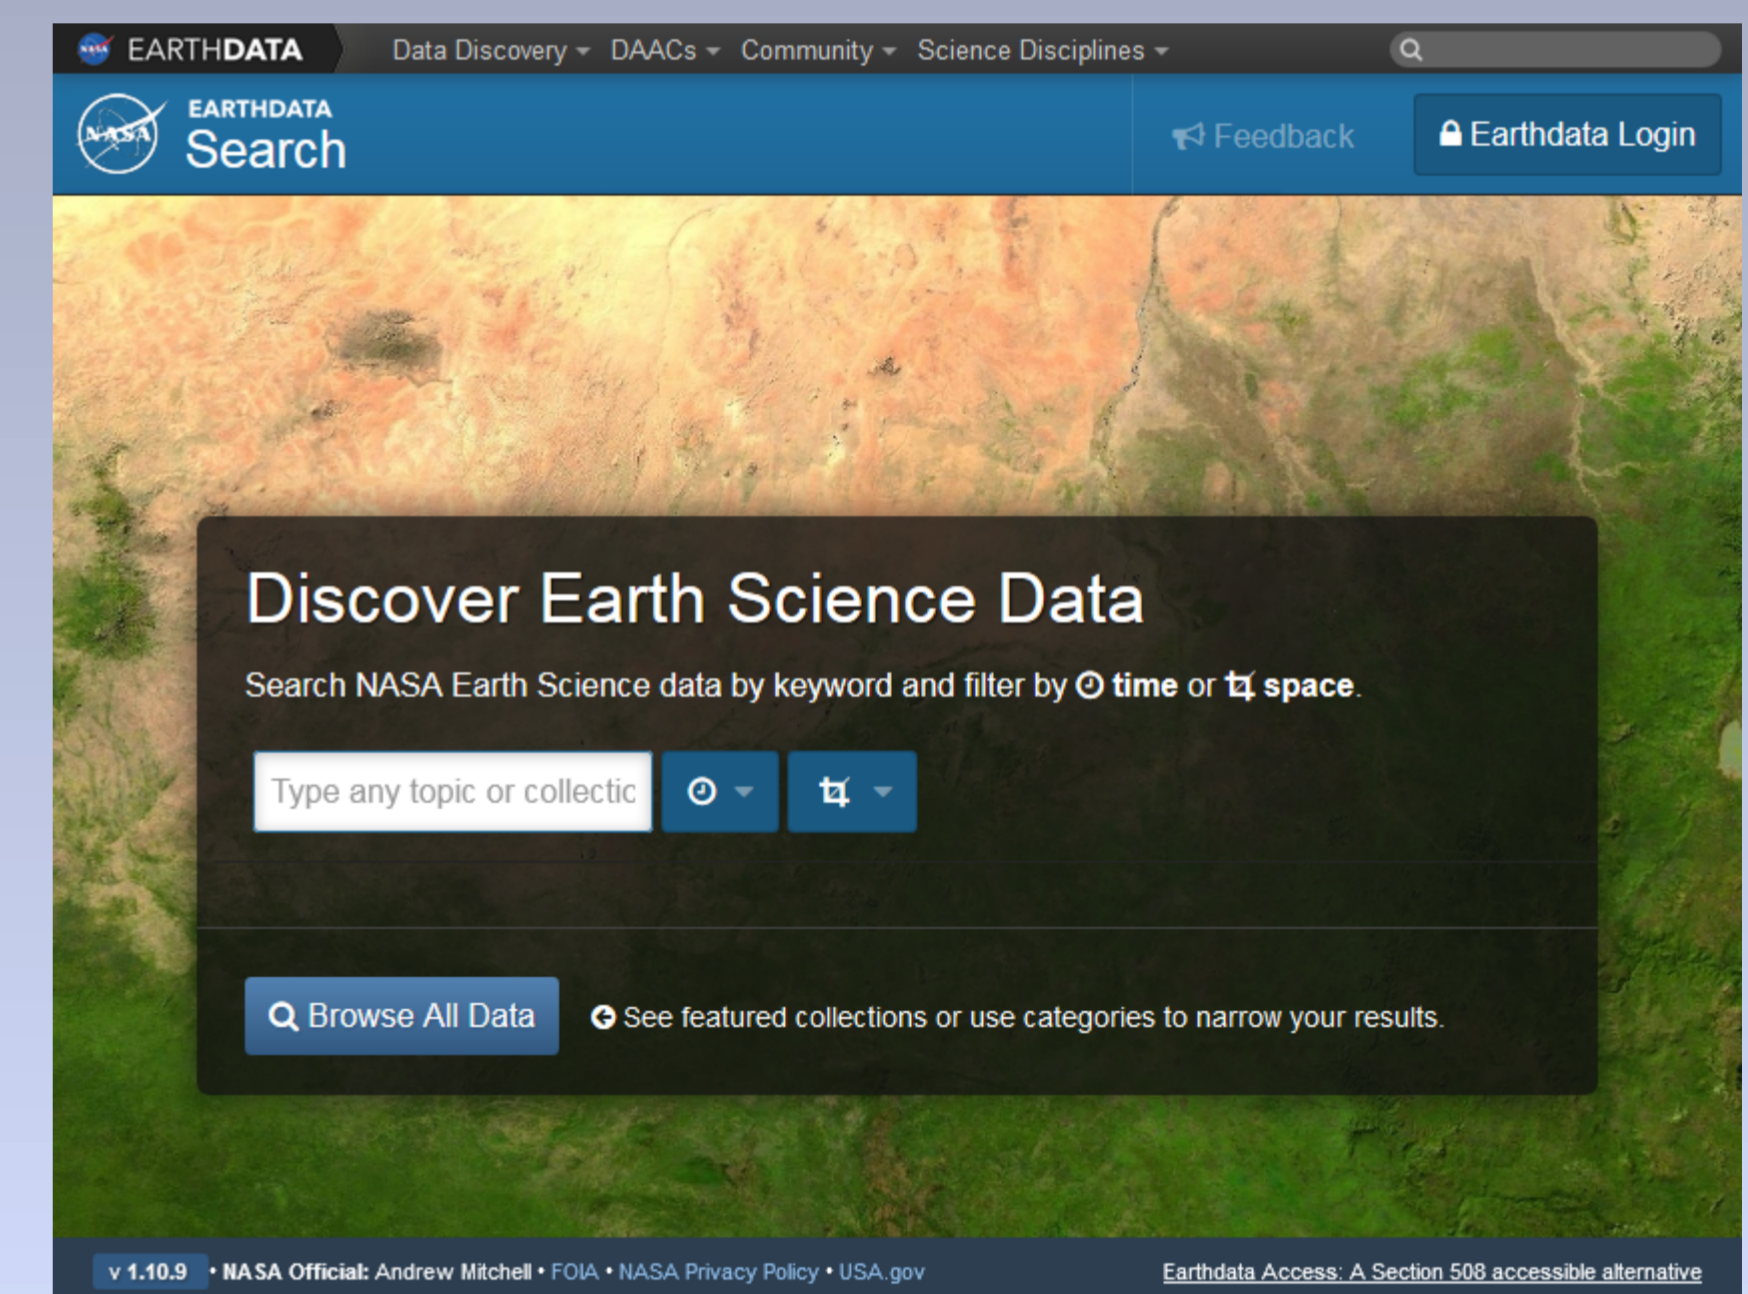 NASA EARTHDATA Data Discovery DAACs Community Science Disciplines
NASA EARTHDATA Search Feedback Earthdata Login
Discover Earth Science Data
Search NASA Earth Science data by keyword and filter by time or space.
Type any topic or collectic
Browse All Data See featured collections or use categories to narrow your results.
v 1.10.9 • NASA Official: Andrew Mitchell • FOIA • NASA Privacy Policy • USA.gov Earthdata Access: A Section 508 accessible alternative